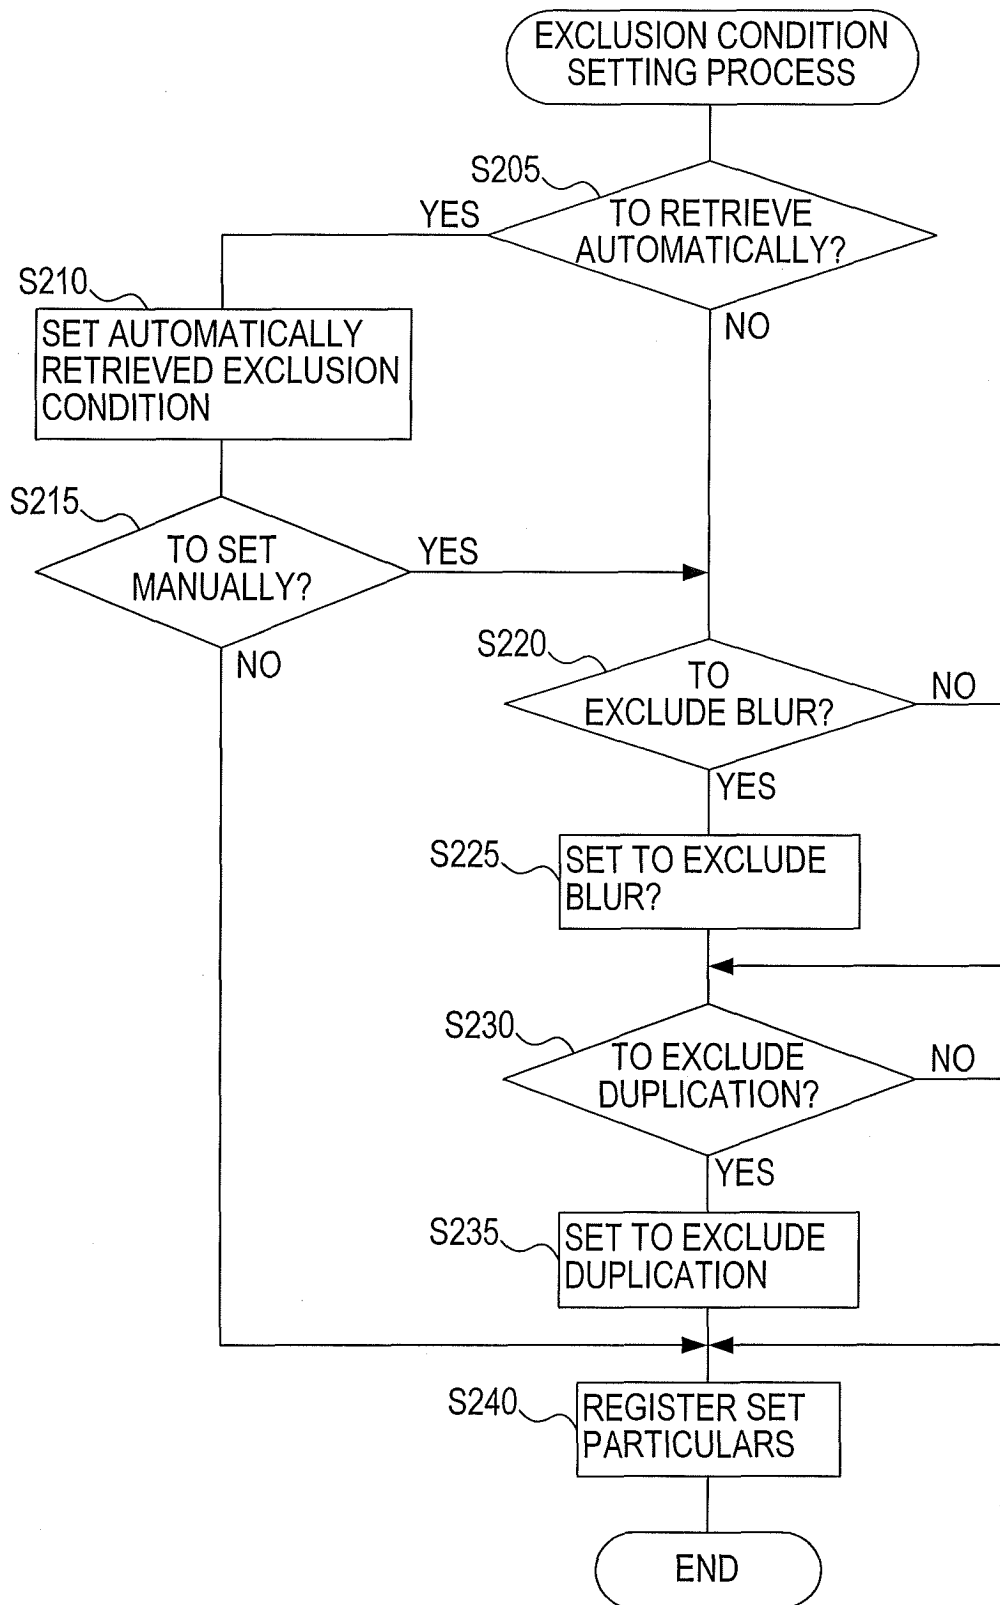 EXCLUSION CONDITION
SETTING PROCESS
S205
TO RETRIEVE
AUTOMATICALLY?
YES
NO
S210
SET AUTOMATICALLY
RETRIEVED EXCLUSION
CONDITION
S215
TO SET
MANUALLY?
YES
NO
S220
TO
EXCLUDE BLUR?
NO
YES
S225
SET TO EXCLUDE
BLUR?
S230
TO EXCLUDE
DUPLICATION?
NO
YES
S235
SET TO EXCLUDE
DUPLICATION
S240
REGISTER SET
PARTICULARS
END